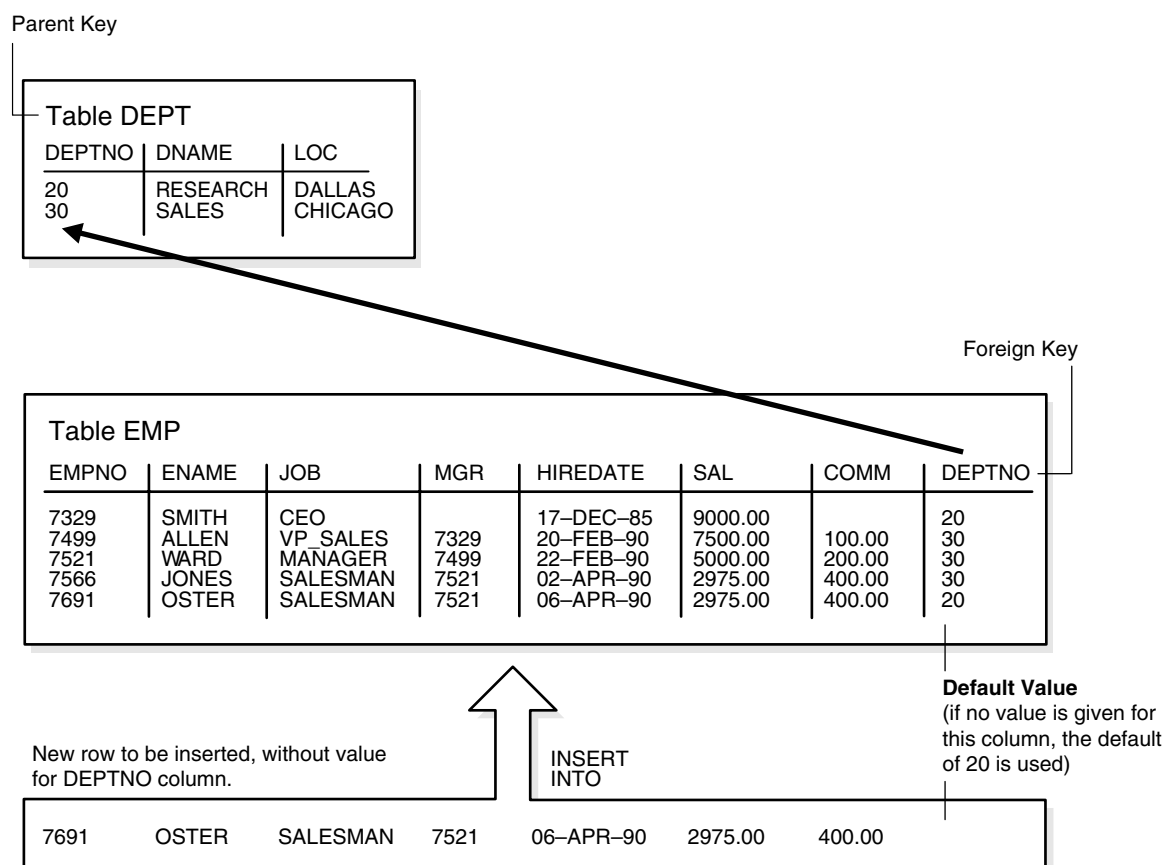 Parent Key
Table DEPT
DEPTNO DNAME LOC
20 RESEARCH DALLAS
30 SALES CHICAGO
Foreign Key
Table EMP
EMPNO ENAME JOB MGR HIREDATE SAL COMM DEPTNO
7329 SMITH CEO 17–DEC–85 9000.00 20
7499 ALLEN VP_SALES 7329 20–FEB–90 7500.00 100.00 30
7521 WARD MANAGER 7499 22–FEB–90 5000.00 200.00 30
7566 JONES SALESMAN 7521 02–APR–90 2975.00 400.00 30
7691 OSTER SALESMAN 7521 06–APR–90 2975.00 400.00 20
Default Value
(if no value is given for
this column, the default
of 20 is used)
New row to be inserted, without value
for DEPTNO column.
INSERT
INTO
7691 OSTER SALESMAN 7521 06–APR–90 2975.00 400.00